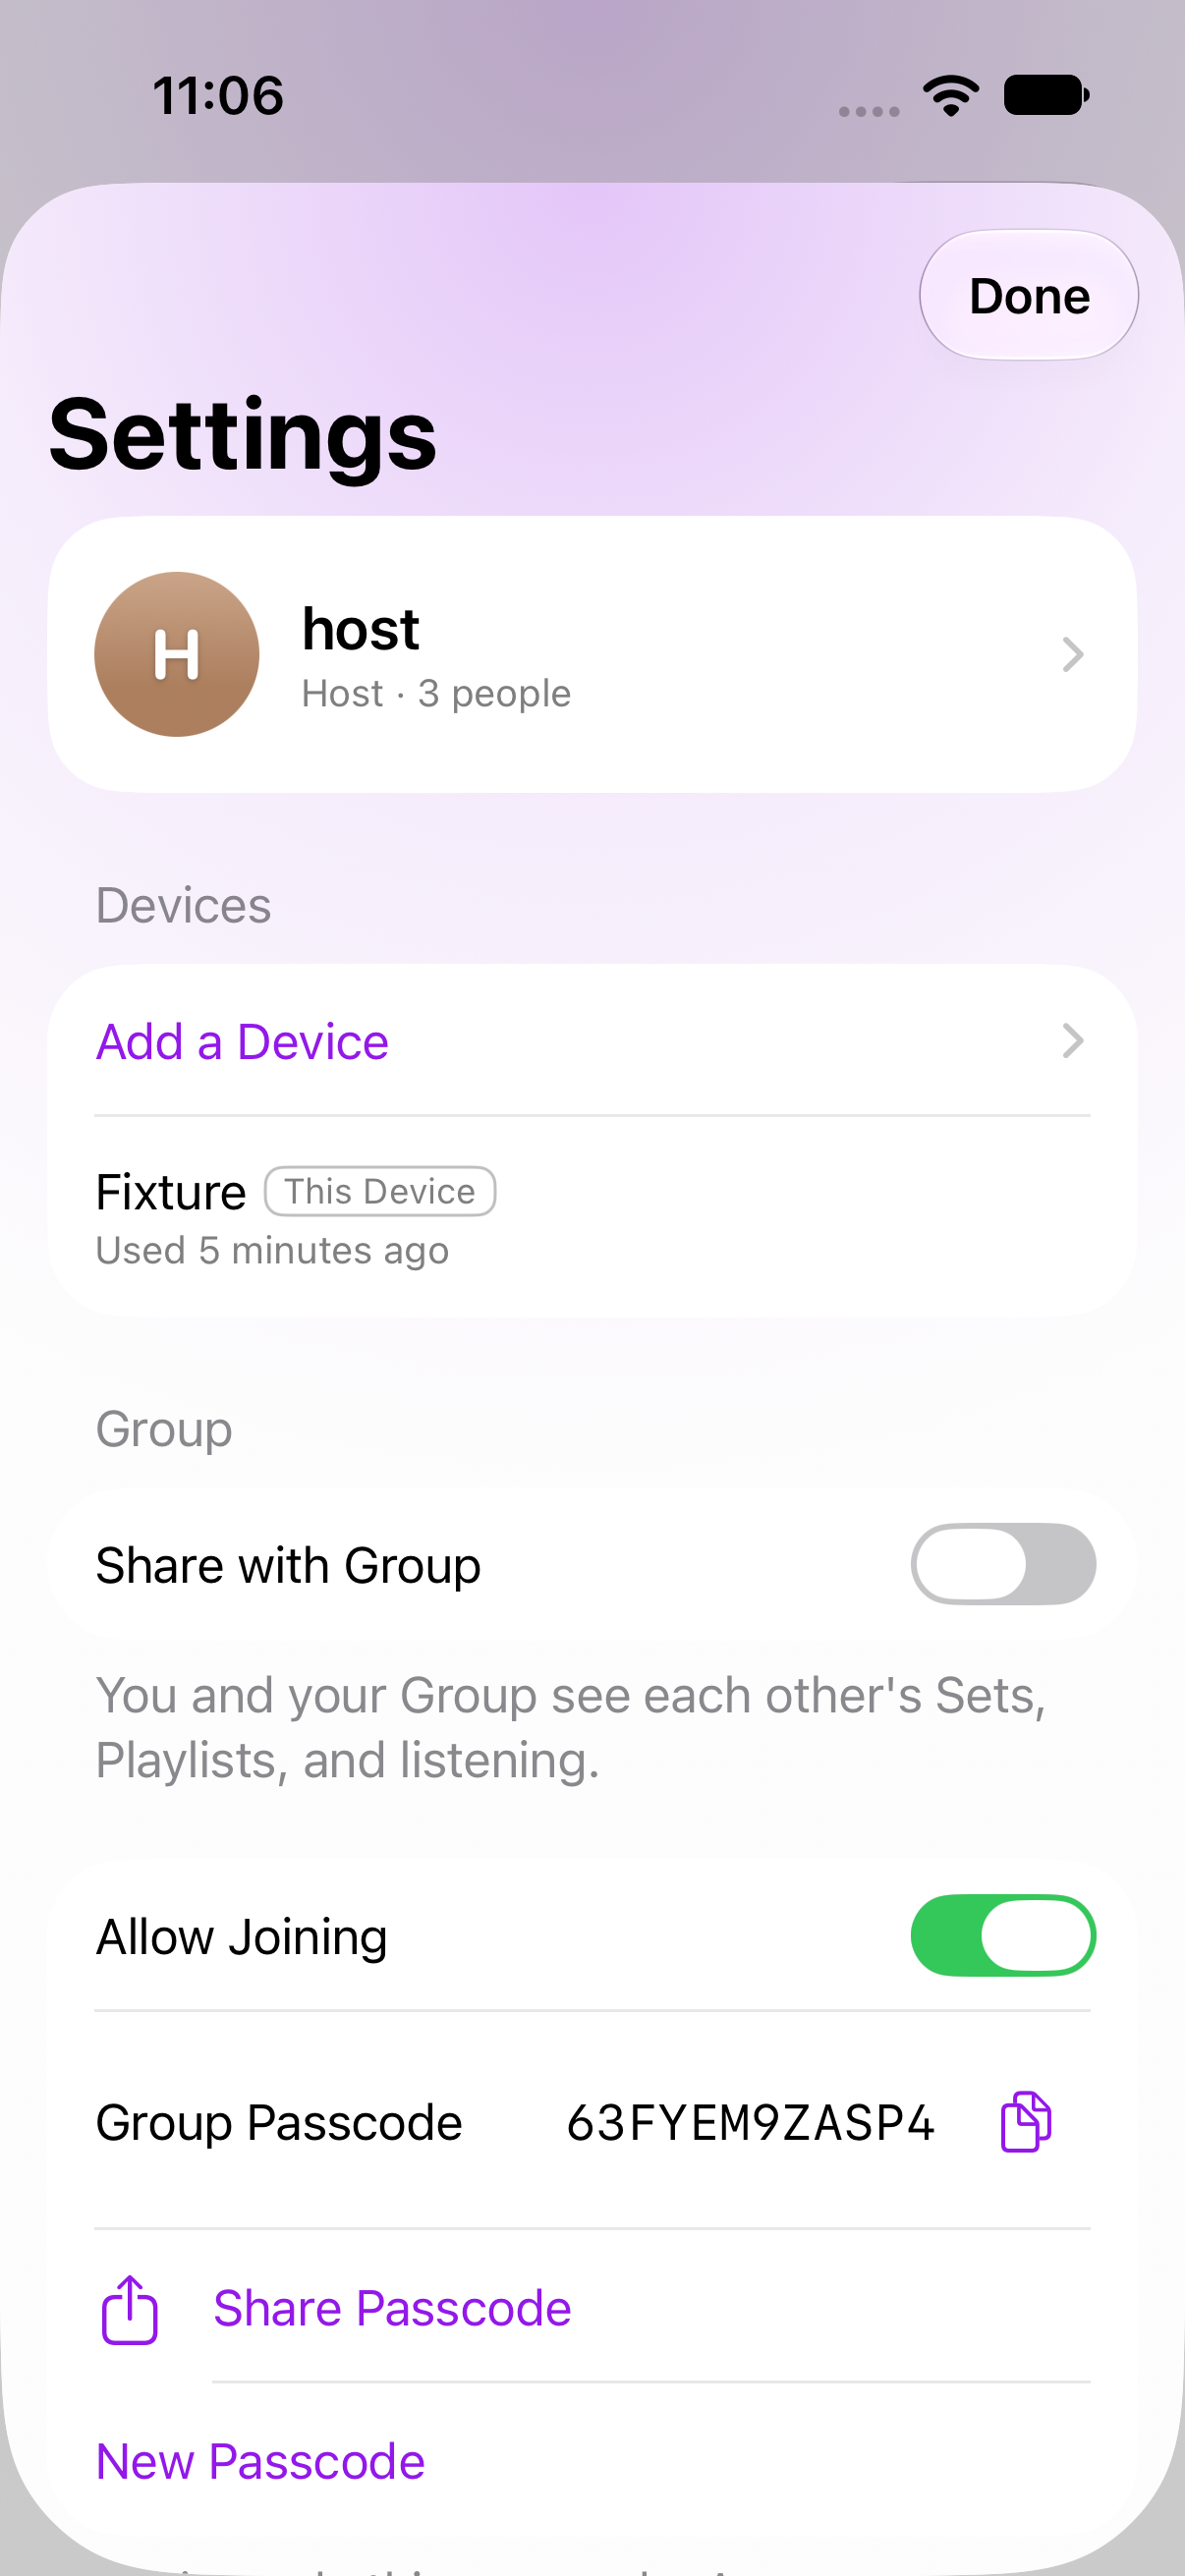 11:06
Done
Settings
H
host
Host · 3 people
Devices
Add a Device
Fixture This Device
Used 5 minutes ago
Group
Share with Group
You and your Group see each other's Sets,
Playlists, and listening.
Allow Joining
Group Passcode 63FYEM9ZASP4
Share Passcode
New Passcode